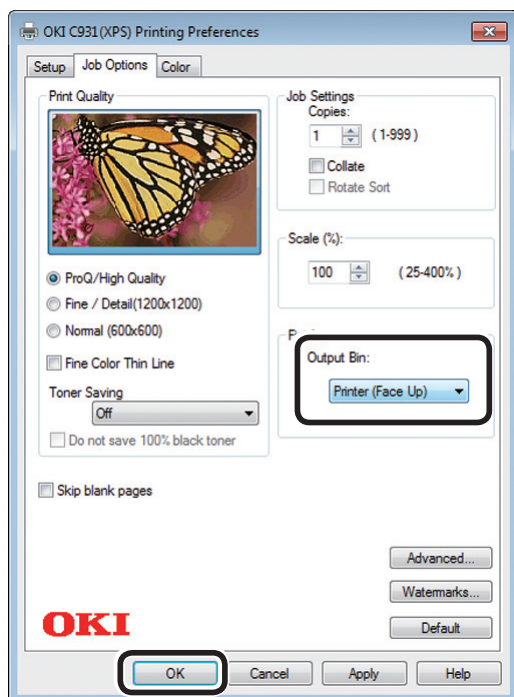 OKI C931(XPS) Printing Preferences
Setup
Job Options
Color
Print Quality
ProQ/High Quality
Fine / Detail(1200x1200)
Normal (600x600)
Fine Color Thin Line
Toner Saving
Off
Do not save 100% black toner
Skip blank pages
Job Settings
Copies:
1
(1-999)
Collate
Rotate Sort
Scale (%):
100
(25-400%)
Output Bin:
Printer (Face Up)
Advanced...
Watermarks...
Default
OKI
OK
Cancel
Apply
Help